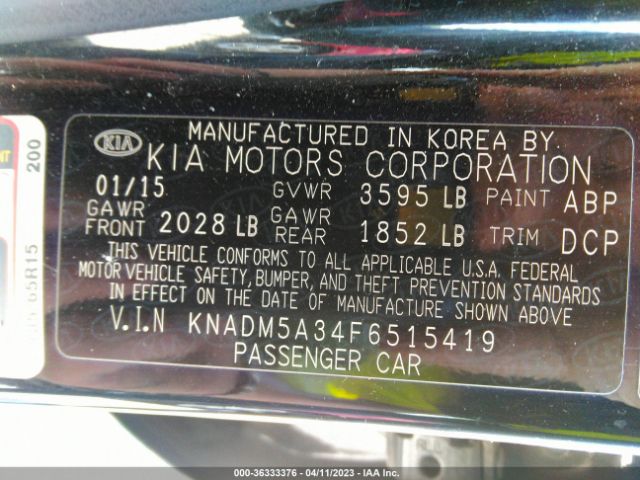 KIA
MANUFACTURED IN KOREA BY.
KIA MOTORS CORPORATION
01/15 GVWR 3595 LB PAINT ABP
GAWR FRONT 2028 LB GAWR REAR 1852 LB TRIM DCP
THIS VEHICLE CONFORMS TO ALL APPLICABLE U.S.A. FEDERAL
MOTOR VEHICLE SAFETY, BUMPER, AND THEFT PREVENTION STANDARDS
IN EFFECT ON THE DATE OF MANUFACTURE SHOWN ABOVE.
V.I.N KNADM5A34F6515419
PASSENGER CAR
200
65R15
000-36333376 - 04/11/2023 - IAA Inc.